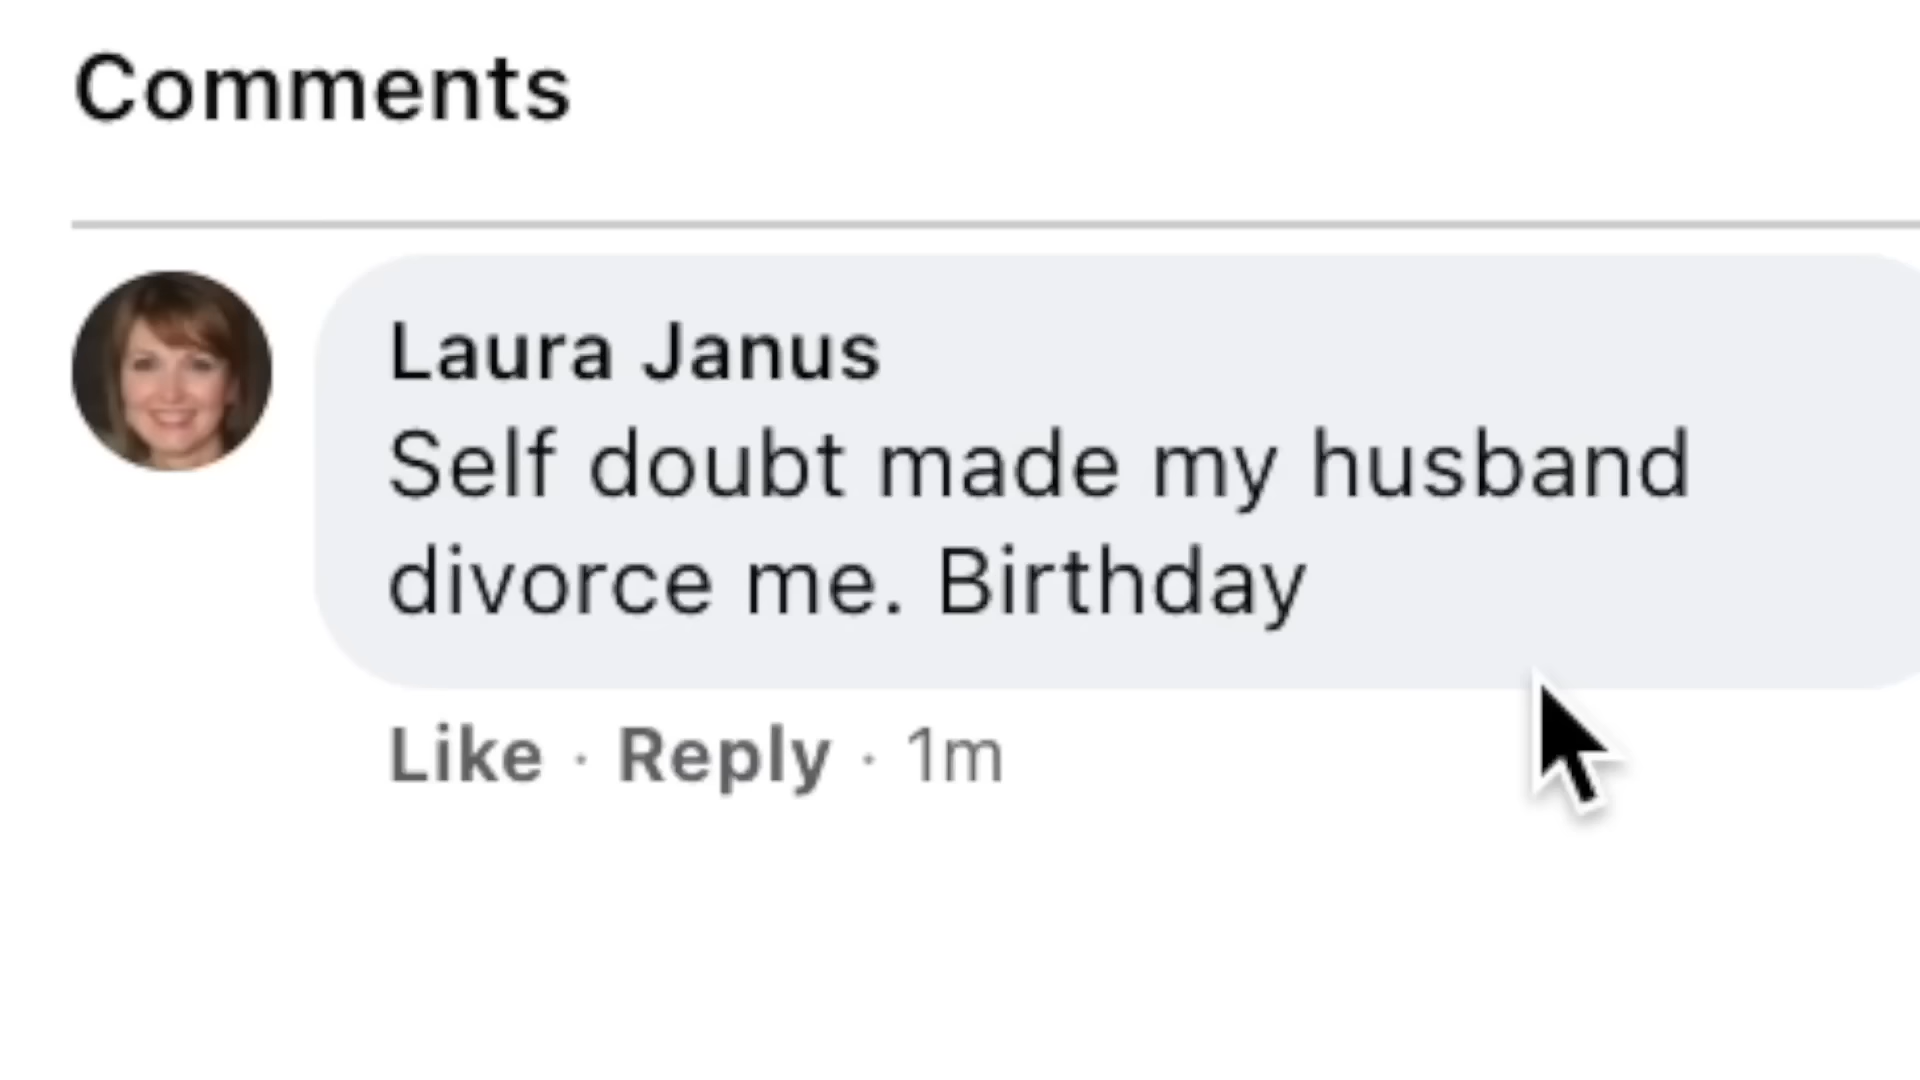 Comments
Laura Janus
Self doubt made my husband
divorce me. Birthday
Like · Reply · 1m